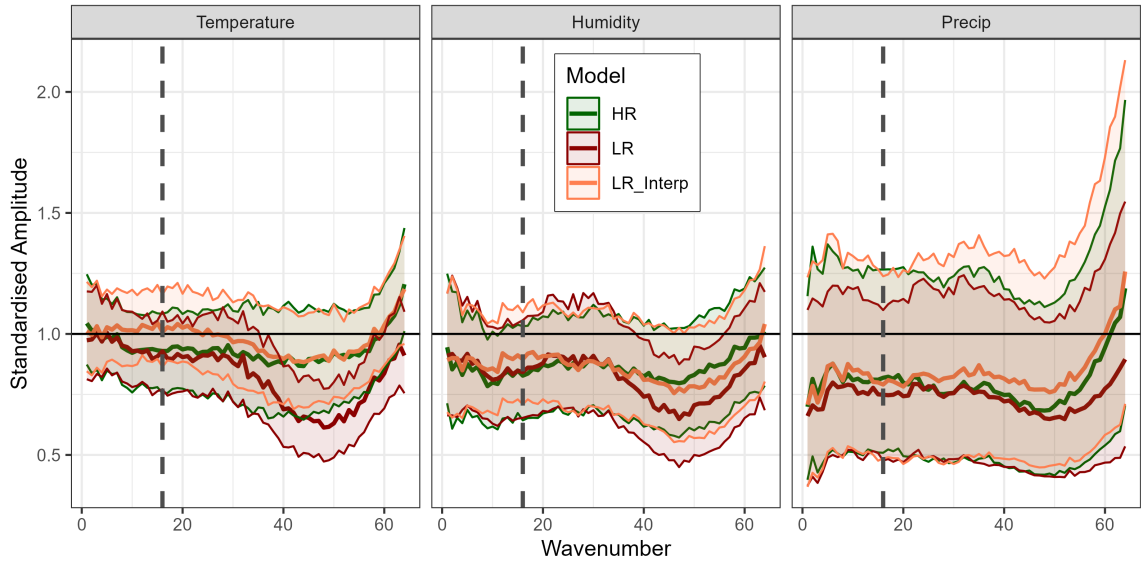 Temperature
Humidity
Precip
Standardised Amplitude
2.0
1.5
1.0
0.5
Model
HR
LR
LR_Interp
0 20 40 60
0 20 40 60
0 20 40 60
Wavenumber